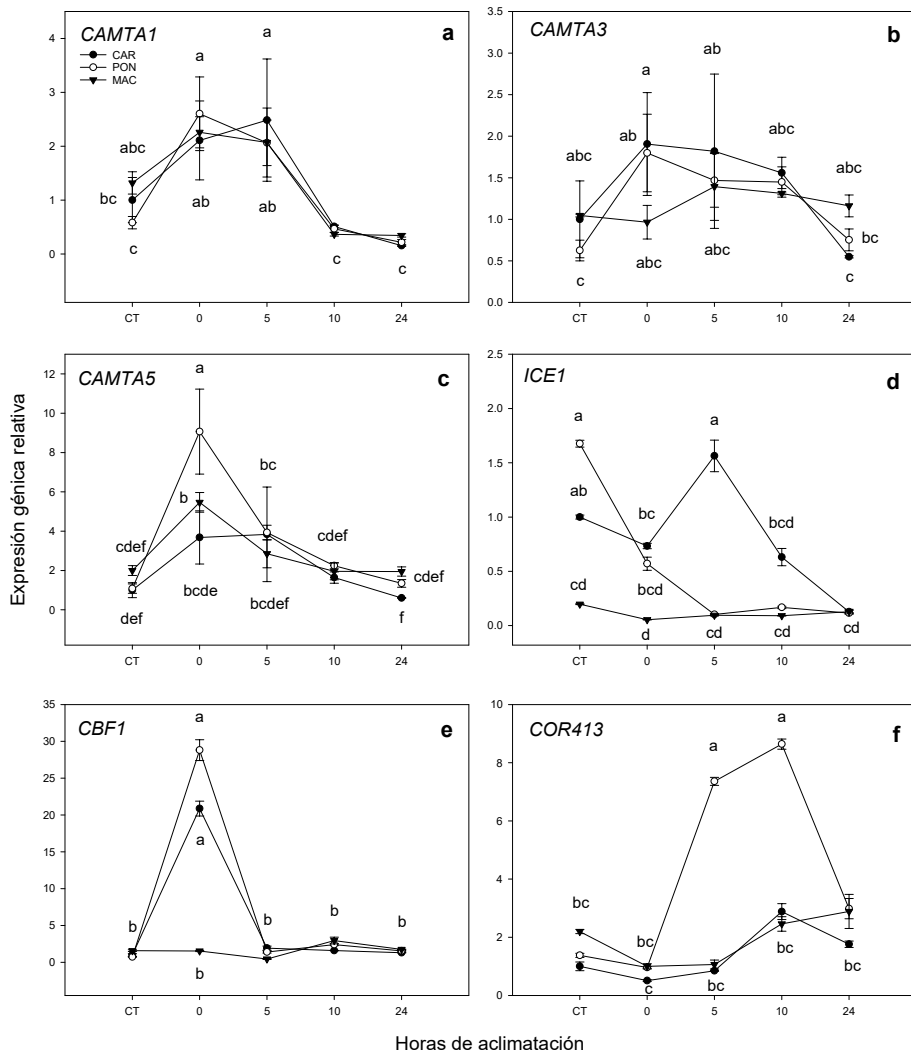 CAMTA1
a
CAR
PON
MAC
4
3
2
1
0
a
a
abc
bc
ab
ab
c
c
c
CT
0
5
10
24
CAMTA3
b
3.5
3.0
2.5
2.0
1.5
1.0
0.5
0.0
a
ab
ab
abc
abc
abc
bc
abc
abc
c
c
CT
0
5
10
24
CAMTA5
c
12
10
8
6
4
2
0
a
bc
b
cdef
cdef
cdef
def
bcde
bcdef
f
CT
0
5
10
24
ICE1
d
2.5
2.0
1.5
1.0
0.5
0.0
a
a
ab
bc
bcd
cd
bcd
d
cd
cd
cd
CT
0
5
10
24
CBF1
e
35
30
25
20
15
10
5
0
a
a
b
b
b
b
b
CT
0
5
10
24
COR413
f
10
8
6
4
2
0
a
a
bc
bc
c
bc
bc
bc
CT
0
5
10
24
Expresión génica relativa
Horas de aclimatación